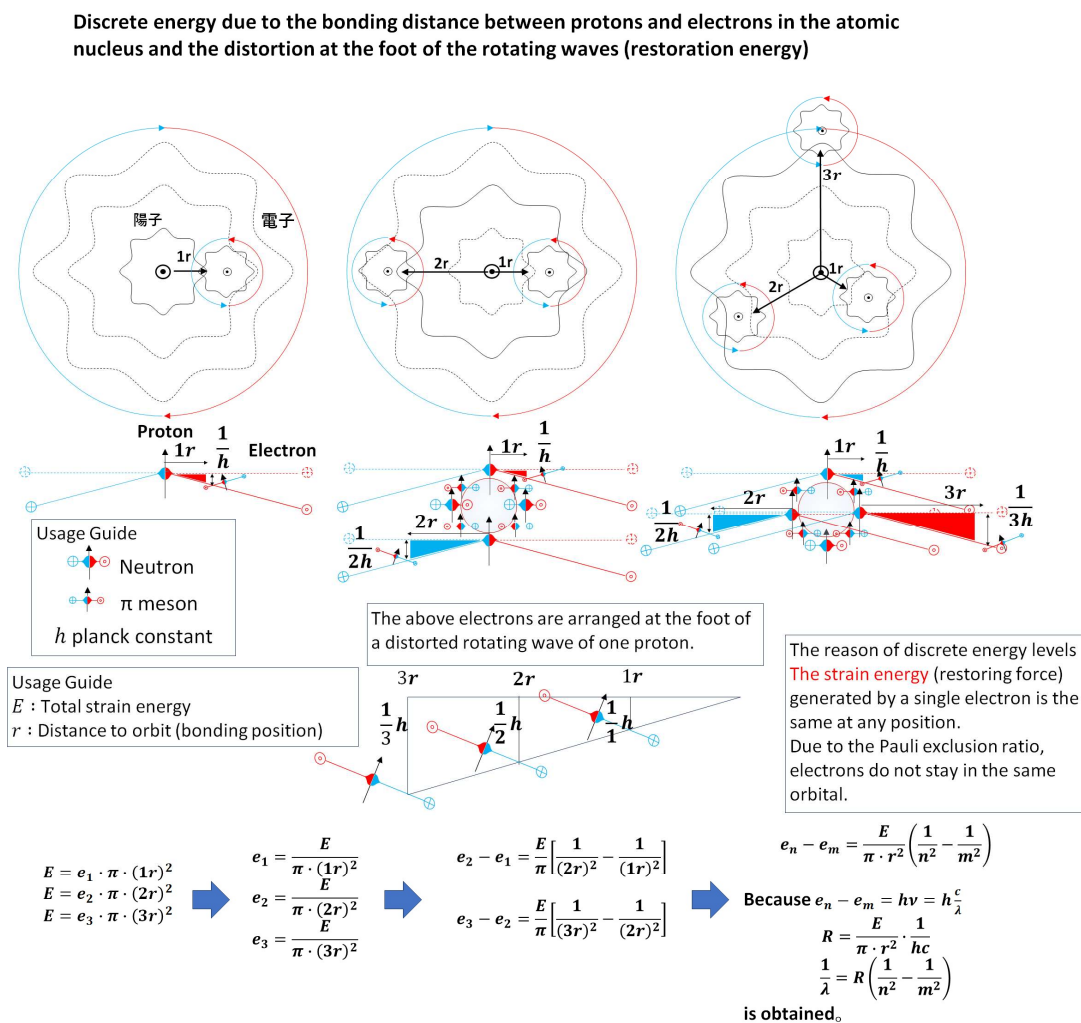 Discrete energy due to the bonding distance between protons and electrons in the atomic
nucleus and the distortion at the foot of the rotating waves (restoration energy)
陽子
電子
1r
2r
1r
3r
2r
1r
Proton
1r
1/h
Electron
1r
1/h
2r
1/2h
1r
1/h
2r
3r
1/2h
1/3h
Usage Guide
Neutron
π meson
h planck constant
The above electrons are arranged at the foot of
a distorted rotating wave of one proton.
Usage Guide
E : Total strain energy
r : Distance to orbit (bonding position)
3r
2r
1r
1/3 h
1/2 h
1/1 h
The reason of discrete energy levels
The strain energy (restoring force)
generated by a single electron is the
same at any position.
Due to the Pauli exclusion ratio,
electrons do not stay in the same
orbital.
E = e₁ · π · (1r)²
E = e₂ · π · (2r)²
E = e₃ · π · (3r)²
e₁ = E / π · (1r)²
e₂ = E / π · (2r)²
e₃ = E / π · (3r)²
e₂ − e₁ = E/π [1/(2r)² − 1/(1r)²]
e₃ − e₂ = E/π [1/(3r)² − 1/(2r)²]
eₙ − eₘ = E / π · r² (1/n² − 1/m²)
Because eₙ − eₘ = hν = h c/λ
R = E / π · r² · 1/hc
1/λ = R (1/n² − 1/m²)
is obtained。